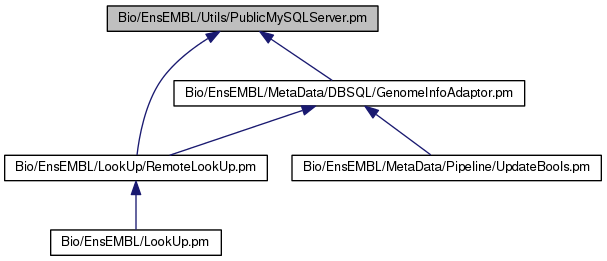 Bio/EnsEMBL/Utils/PublicMySQLServer.pm
Bio/EnsEMBL/MetaData/DBSQL/GenomeInfoAdaptor.pm
Bio/EnsEMBL/LookUp/RemoteLookUp.pm
Bio/EnsEMBL/MetaData/Pipeline/UpdateBools.pm
Bio/EnsEMBL/LookUp.pm